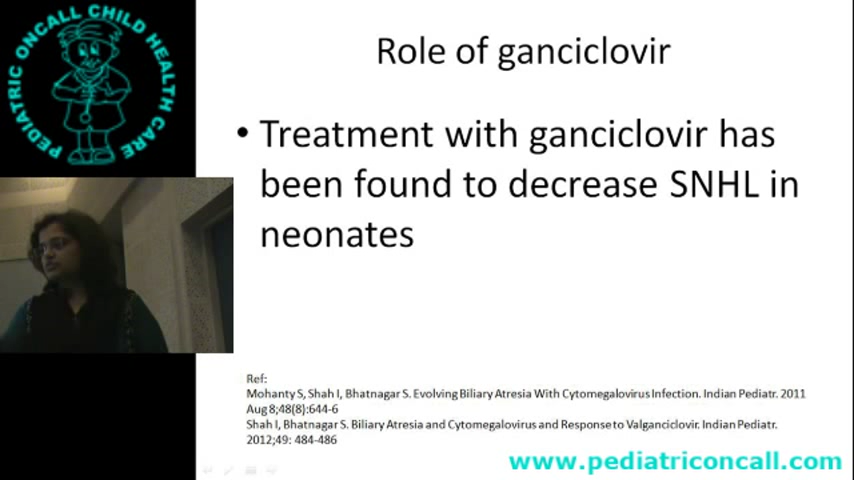 PEDIATRIC ONCALL CHILD HEALTH CARE
Role of ganciclovir
• Treatment with ganciclovir has
been found to decrease SNHL in
neonates
Ref:
Mohanty S, Shah I, Bhatnagar S. Evolving Biliary Atresia With Cytomegalovirus Infection. Indian Pediatr. 2011
Aug 8;48(8):644-6
Shah I, Bhatnagar S. Biliary Atresia and Cytomegalovirus and Response to Valganciclovir. Indian Pediatr.
2012;49: 484-486
www.pediatriconcall.com